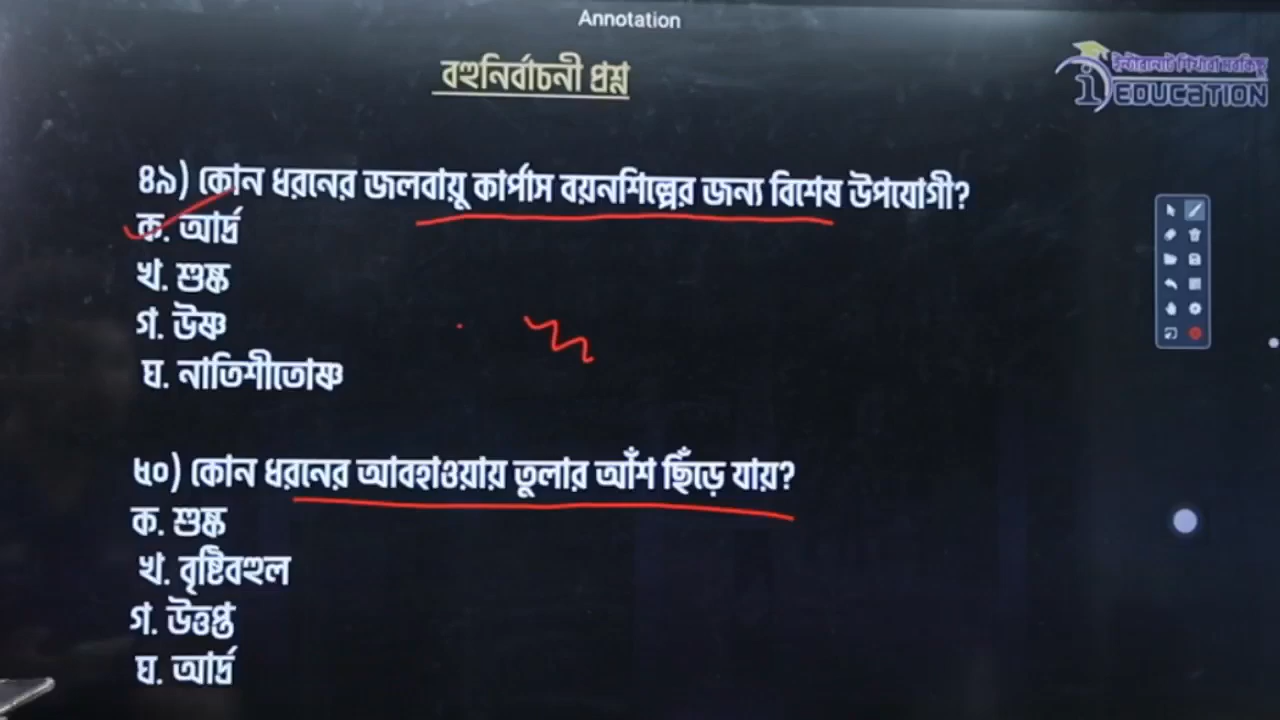 Annotation
বহুনির্বাচনী প্রশ্ন
EDUCATION
৪৯) কোন ধরনের জলবায়ু কার্পাস বয়নশিল্পের জন্য বিশেষ উপযোগী?
ক. আর্দ্র
খ. শুষ্ক
গ. উষ্ণ
ঘ. নাতিশীতোষ্ণ
৫০) কোন ধরনের আবহাওয়ায় তুলার আঁশ ছিঁড়ে যায়?
ক. শুষ্ক
খ. বৃষ্টিবহুল
গ. উত্তপ্ত
ঘ. আর্দ্র